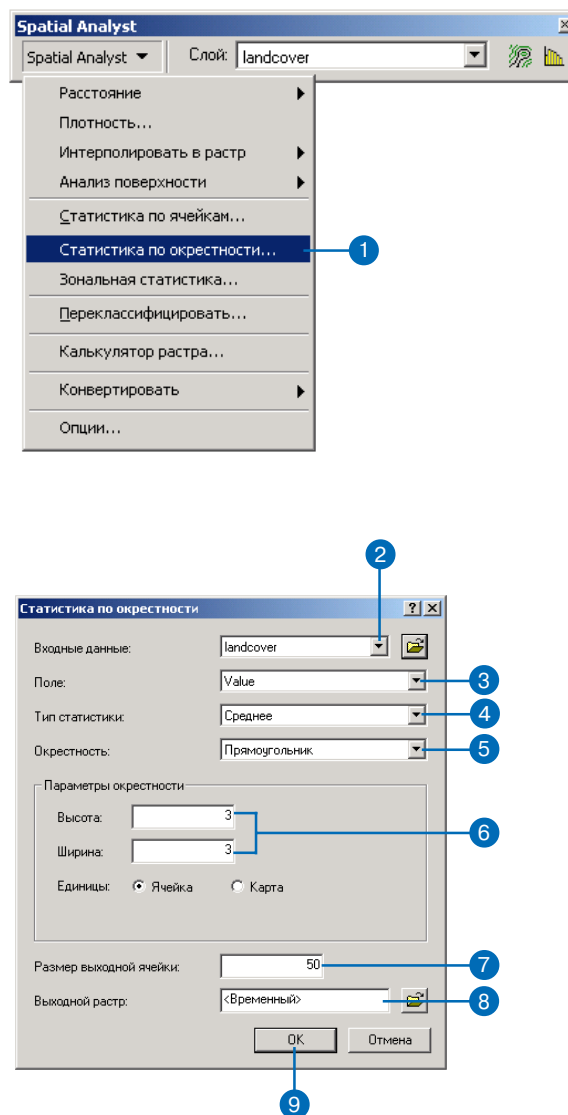 Spatial Analyst
Spatial Analyst Слой: landcover
Расстояние
Плотность...
Интерполировать в растр
Анализ поверхности
Статистика по ячейкам...
Статистика по окрестности... 1
Зональная статистика...
Переклассифицировать...
Калькулятор растра...
Конвертировать
Опции...
2
Статистика по окрестности
Входные данные: landcover
Поле: Value 3
Тип статистики: Среднее 4
Окрестность: Прямоугольник 5
Параметры окрестности
Высота: 3
6
Ширина: 3
Единицы: Ячейка Карта
Размер выходной ячейки: 50 7
Выходной растр: <Временный> 8
OK Отмена
9